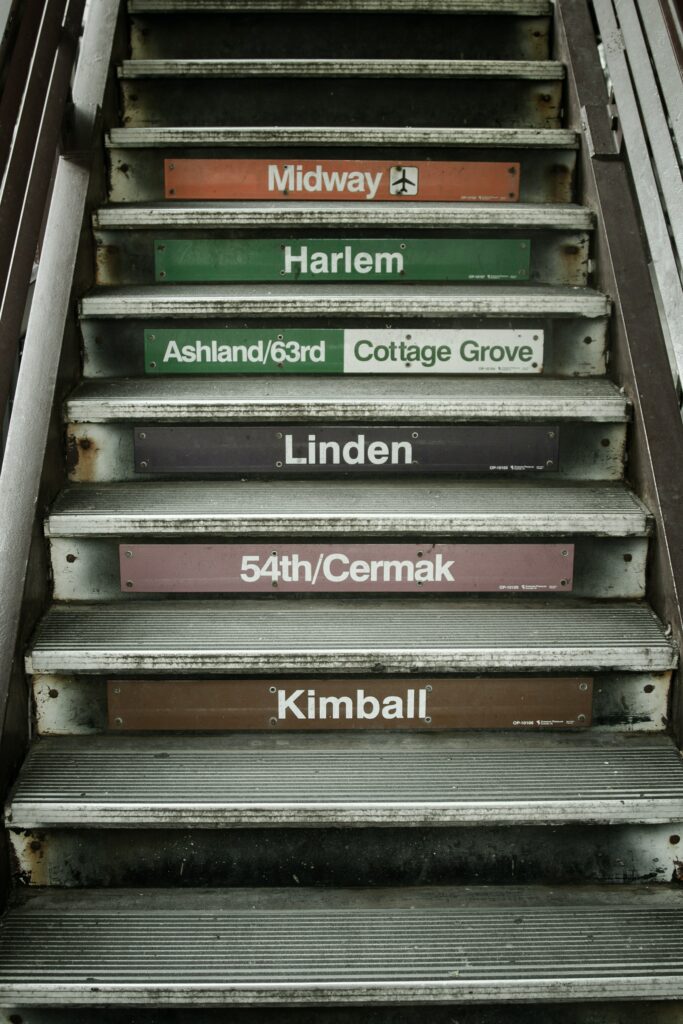 Midway
Harlem
Ashland/63rd Cottage Grove
Linden
54th/Cermak
Kimball